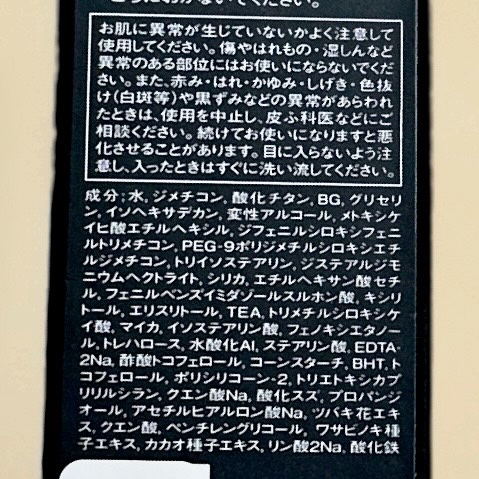 お肌に異常が生じていないかよく注意して
使用してください。傷やはれもの・湿しんなど
異常のある部位にはお使いにならないでくだ
さい。また、赤み・はれ・かゆみ・しげき・色抜
け(白斑等)や黒ずみなどの異常があらわれ
たときは、使用を中止し、皮ふ科医などにご
相談ください。続けてお使いになりますと悪
化させることがあります。目に入らないよう注
意し、入ったときはすぐに洗い流してください。
成分:水, ジメチコン, 酸化チタン, BG, グリセリ
ン, イソヘキサデカン, 変性アルコール, メトキシケ
イヒ酸エチルヘキシル, ジフェニルシロキシフェニ
ルトリメチコン, PEG-9ポリジメチルシロキシエチ
ルジメチコン, トリイソステアリン, ジステアルジモ
ニウムヘクトライト, シリカ, エチルヘキサン酸セチ
ル, フェニルベンズイミダゾールスルホン酸, キシリ
トール, エリスリトール, TEA, トリメチルシロキシケ
イ酸, マイカ, イソステアリン酸, フェノキシエタノー
ル, トレハロース, 水酸化Al, ステアリン酸, EDTA-
2Na, 酢酸トコフェロール, コーンスターチ, BHT, ト
コフェロール, ポリシリコーン-2, トリエトキシカプ
リリルシラン, クエン酸Na, 酸化スズ, プロパンジ
オール, アセチルヒアルロン酸Na, ツバキ花エキ
ス, クエン酸, ペンチレングリコール, ワサビノキ種
子エキス, カカオ種子エキス, リン酸2Na, 酸化鉄